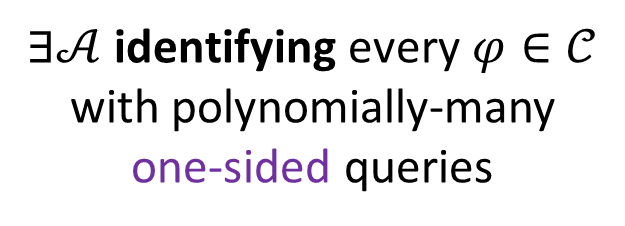 ∃𝒜 identifying every φ ∈ 𝒞
with polynomially-many
one-sided queries